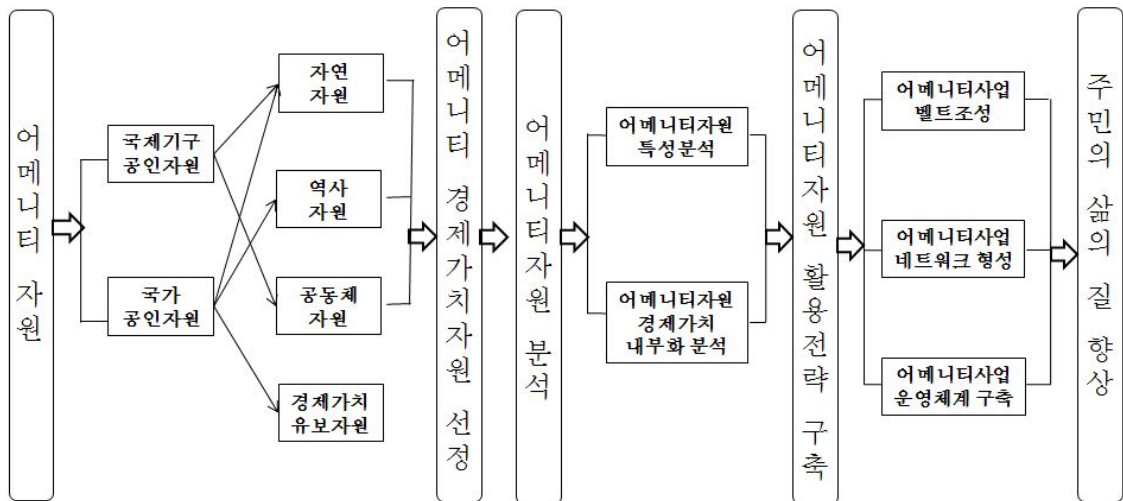 어메니티 자원
국제기구
공인자원
국가
공인자원
자연
자원
역사
자원
공동체
자원
경제가치
유보자원
어메니티 경제가치자원 선정
어메니티자원 분석
어메니티자원
특성분석
어메니티자원
경제가치
내부화 분석
어메니티자원 활용전략 구축
어메니티사업
벨트조성
어메니티사업
네트워크 형성
어메니티사업
운영체계 구축
주민의 삶의 질 향상